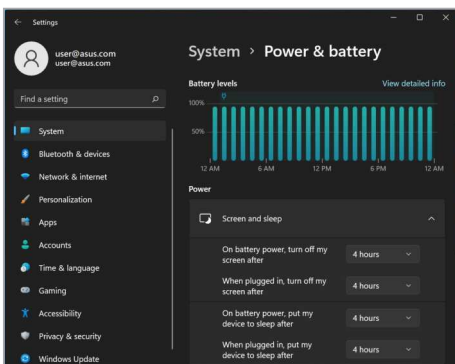 Settings
user@asus.com
user@asus.com
Find a setting
System
Bluetooth & devices
Network & internet
Personalization
Apps
Accounts
Time & language
Gaming
Accessibility
Privacy & security
Windows Update
System > Power & battery
Battery levels
View detailed info
100%
50%
12 AM 6 AM 12 PM 6 PM 12 AM
Power
Screen and sleep
On battery power, turn off my
screen after
4 hours
When plugged in, turn off my
screen after
4 hours
On battery power, put my
device to sleep after
4 hours
When plugged in, put my
device to sleep after
4 hours